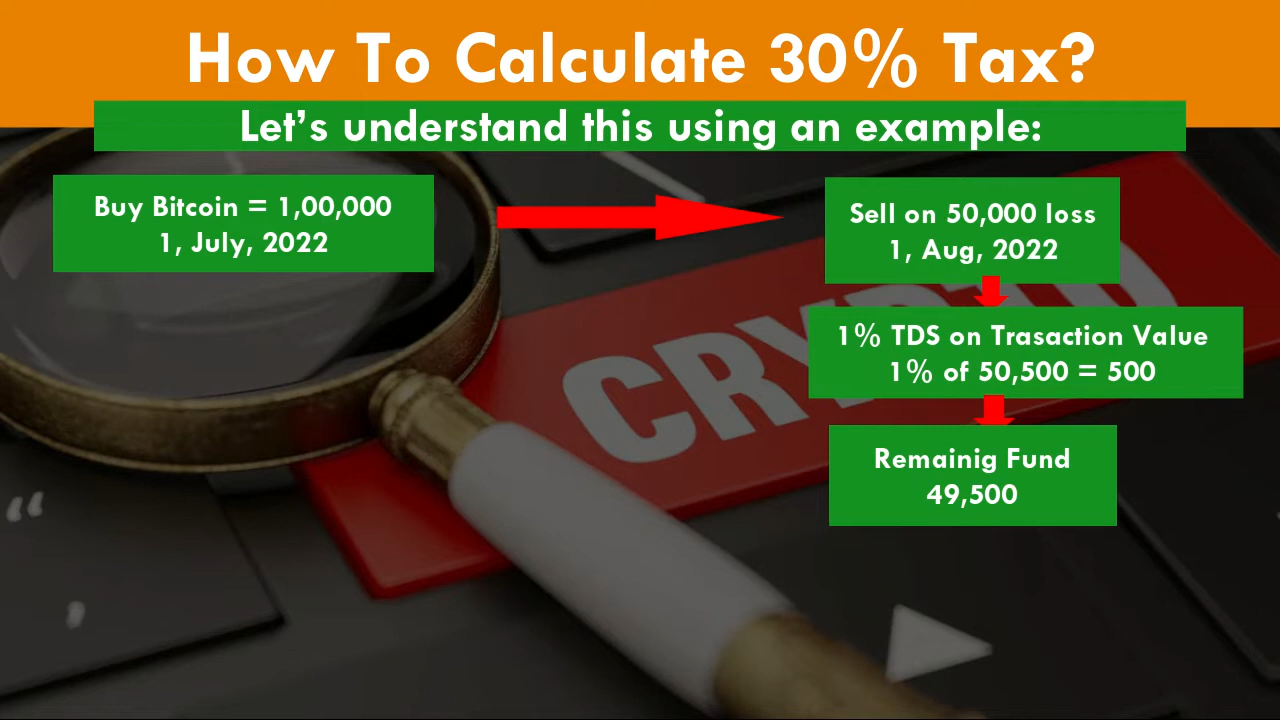 How To Calculate 30% Tax?
Let's understand this using an example:
Buy Bitcoin = 1,00,000
1, July, 2022
Sell on 50,000 loss
1, Aug, 2022
CRYPTO
1% TDS on Trasaction Value
1% of 50,500 = 500
Remainig Fund
49,500